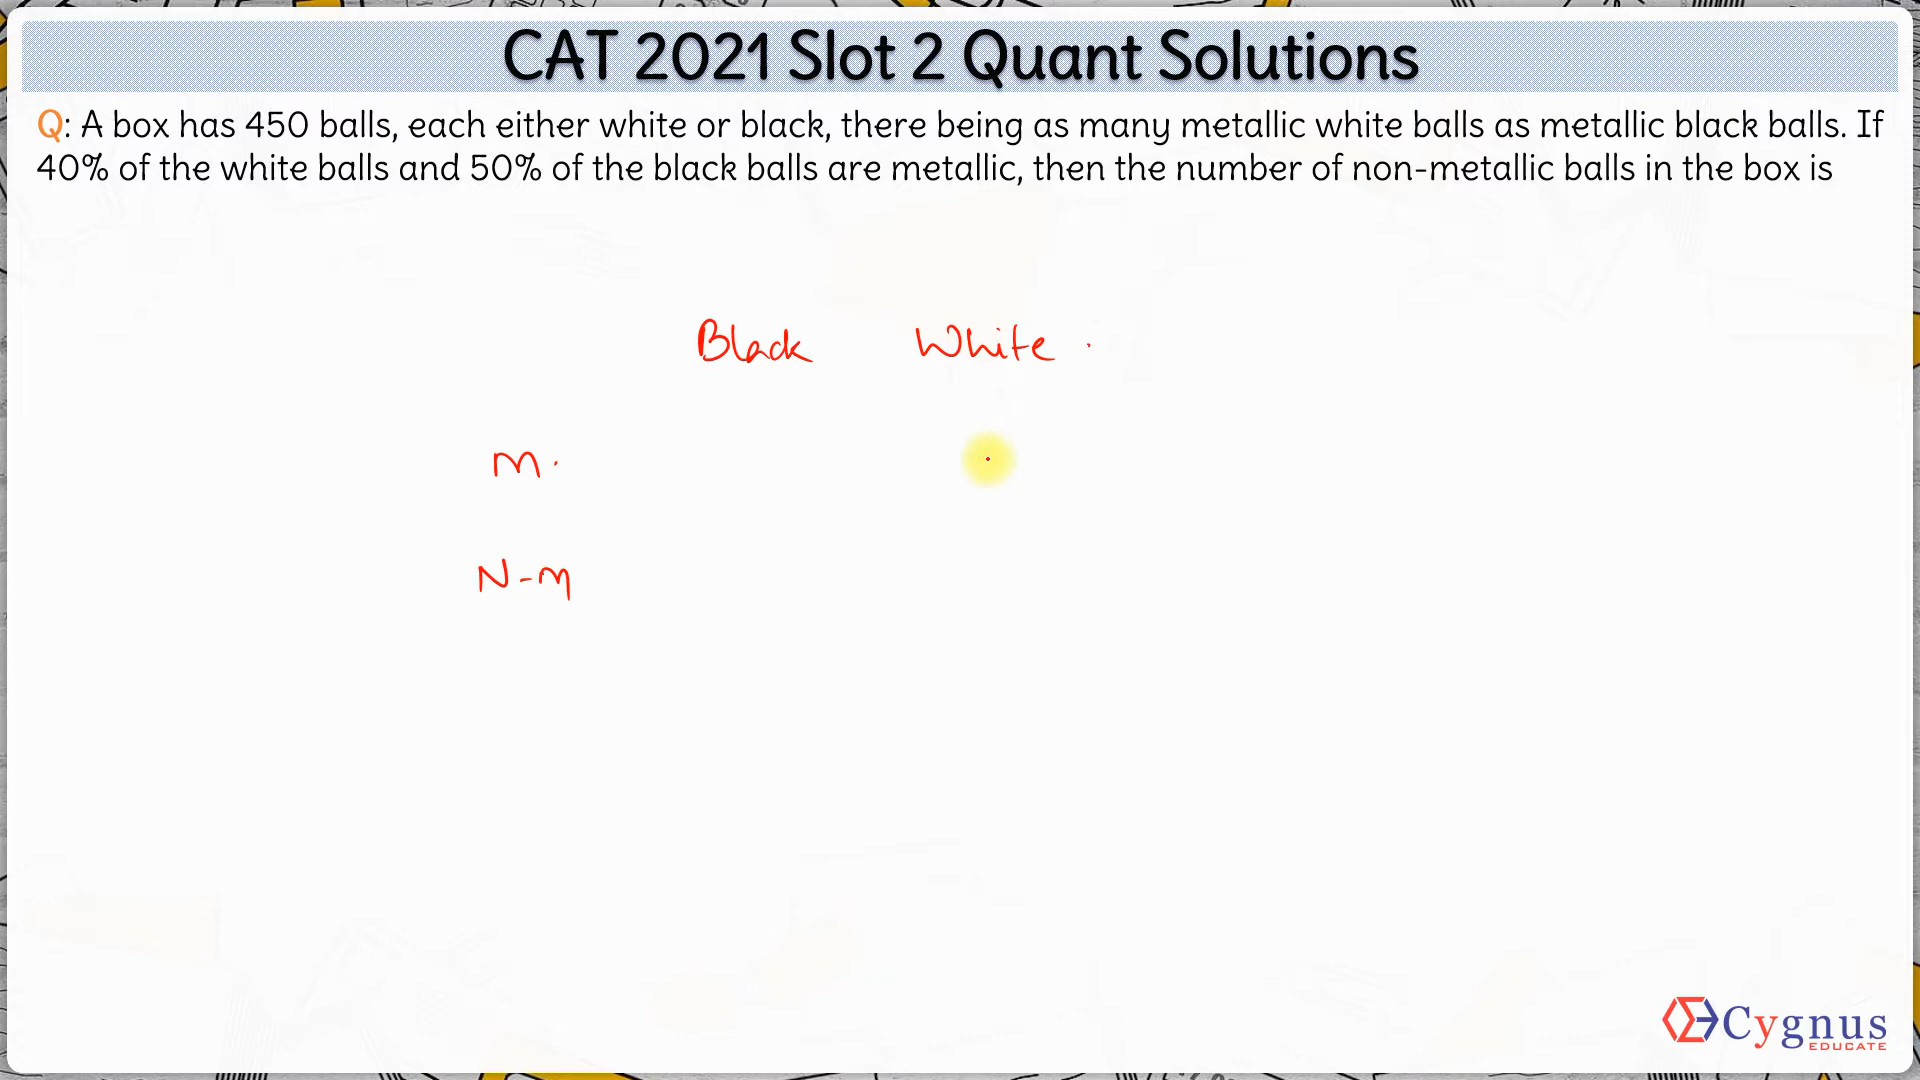 CAT 2021 Slot 2 Quant Solutions
Q: A box has 450 balls, each either white or black, there being as many metallic white balls as metallic black balls. If
40% of the white balls and 50% of the black balls are metallic, then the number of non-metallic balls in the box is
Black White
M
N-M
Cygnus
EDUCATE